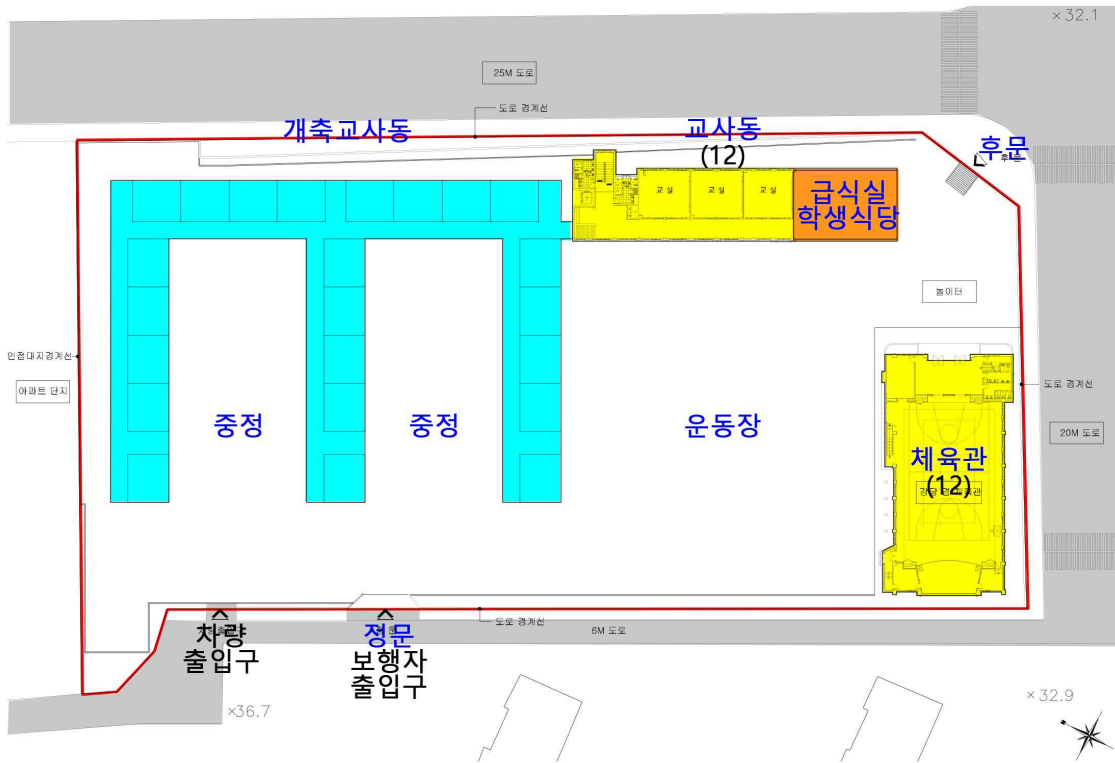 ×32.1
25M 도로
도로 경계선
개축교사동
교사동
(12)
후문
후문
교 실
교 실
교 실
급식실
학생식당
놀이터
인접대지경계선
아파트 단지
도로 경계선
20M 도로
중정
중정
운동장
체육관
(12)
차량
출입구
정문
보행자
출입구
도로 경계선
6M 도로
×36.7
×32.9